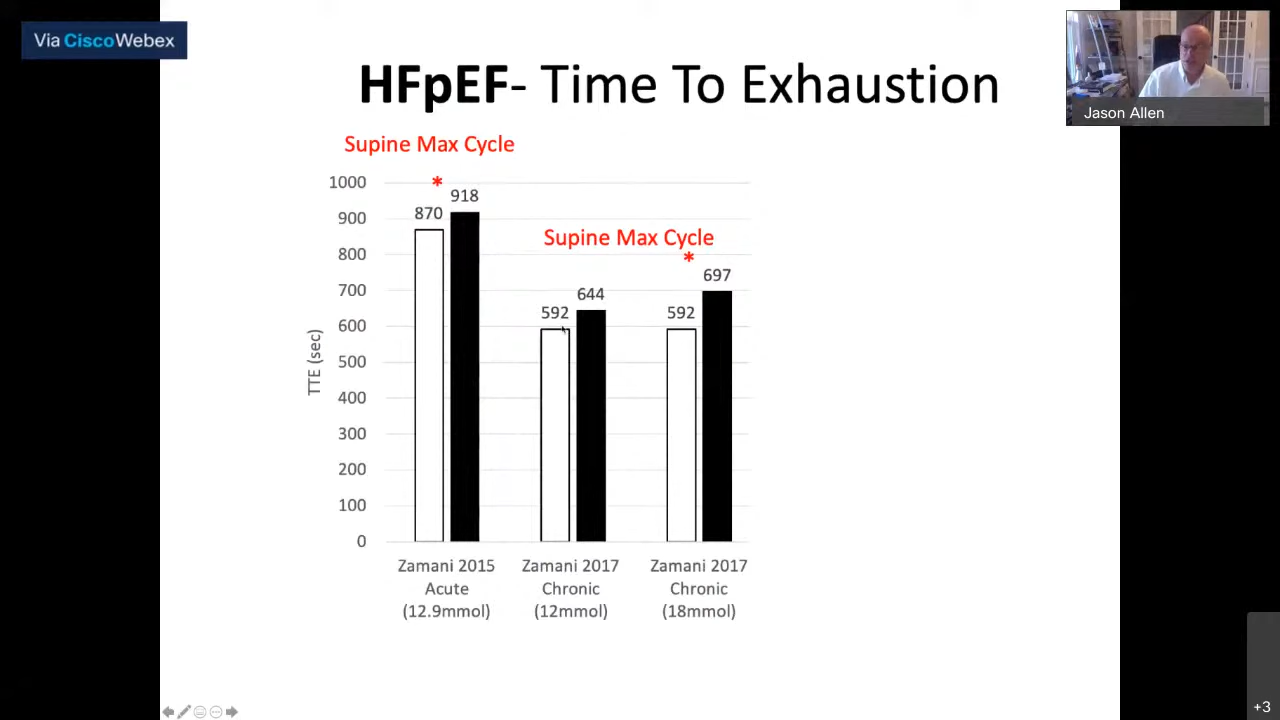 Via Cisco Webex
HFpEF- Time To Exhaustion
Jason Allen
Supine Max Cycle
Supine Max Cycle
TTE (sec)
1000
900
800
700
600
500
400
300
200
100
0
*
870
918
592
644
*
592
697
Zamani 2015
Acute
(12.9mmol)
Zamani 2017
Chronic
(12mmol)
Zamani 2017
Chronic
(18mmol)
+3